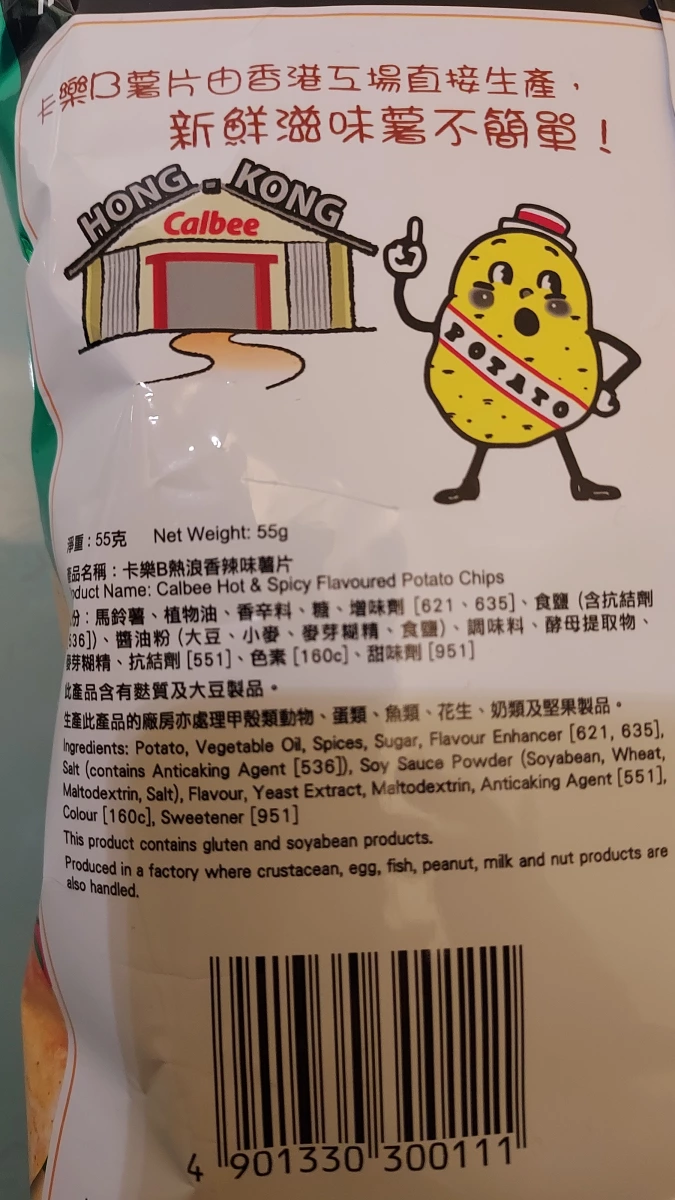 卡樂B薯片由香港工場直接生產，
新鮮滋味薯不簡單！
HONG - KONG
Calbee
POTATO
淨重：55克 Net Weight: 55g
品名稱：卡樂B熱浪香辣味薯片
duct Name: Calbee Hot & Spicy Flavoured Potato Chips
份：馬鈴薯、植物油、香辛料、糖、增味劑［621、635］、食鹽（含抗結劑
536］）、醬油粉（大豆、小麥、麥芽糊精、食鹽）、調味料、酵母提取物、
麥芽糊精、抗結劑［551］、色素［160c］、甜味劑［951］
此產品含有麩質及大豆製品。
生產此產品的廠房亦處理甲殼類動物、蛋類、魚類、花生、奶類及堅果製品。
Ingredients: Potato, Vegetable Oil, Spices, Sugar, Flavour Enhancer [621, 635],
Salt (contains Anticaking Agent [536]), Soy Sauce Powder (Soyabean, Wheat,
Maltodextrin, Salt), Flavour, Yeast Extract, Maltodextrin, Anticaking Agent [551],
Colour [160c], Sweetener [951]
This product contains gluten and soyabean products.
Produced in a factory where crustacean, egg, fish, peanut, milk and nut products are
also handled.
4 901330 300111